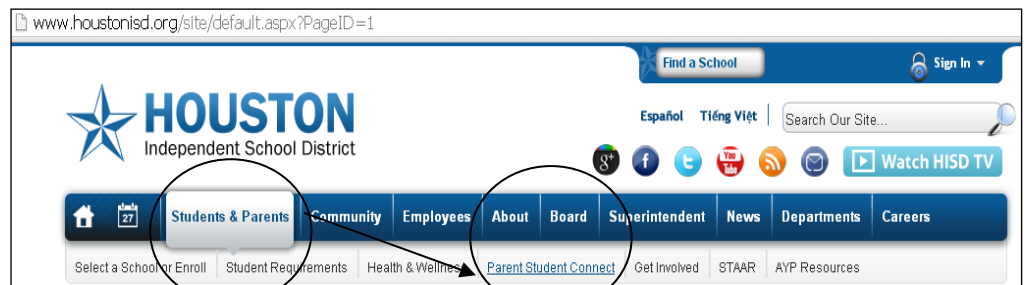 www.houstonisd.org/site/default.aspx?PageID=1
Find a School
Sign In
HOUSTON
Independent School District
Español Tiếng Việt
Search Our Site...
g+ f t You Tube
Watch HISD TV
27 Students & Parents Community Employees About Board Superintendent News Departments Careers
Select a School or Enroll Student Requirements Health & Wellness Parent Student Connect Get Involved STAAR AYP Resources